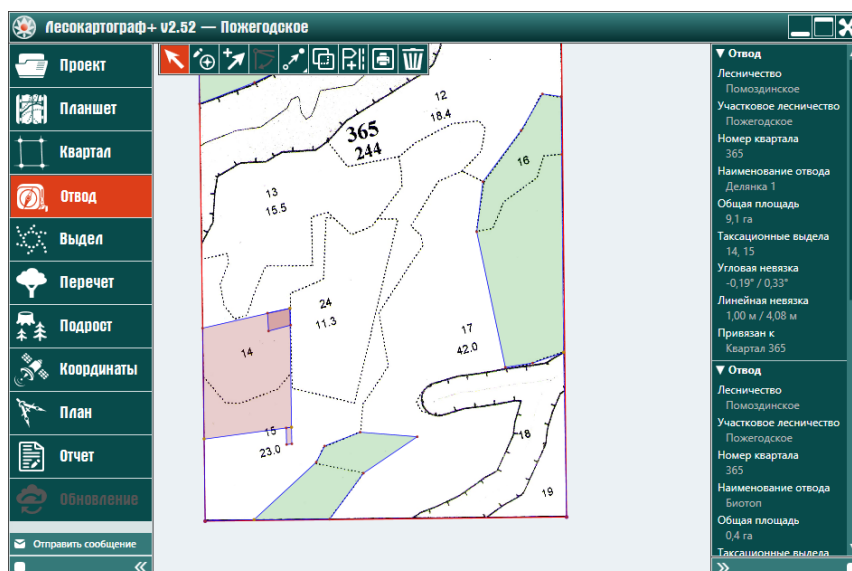 Лесокартограф+ v2.52 — Пожегодское
Проект
Планшет
Квартал
Отвод
Выдел
Перечет
Подрост
Координаты
План
Отчет
Обновление
Отправить сообщение
12
18.4
365
244
13
15.5
16
24
11.3
17
42.0
14
15
23.0
18
19
Отвод
Лесничество
Помоздинское
Участковое лесничество
Пожегодское
Номер квартала
365
Наименование отвода
Делянка 1
Общая площадь
9,1 га
Таксационные выдела
14, 15
Угловая невязка
-0,19° / 0,33°
Линейная невязка
1,00 м / 4,08 м
Привязан к
Квартал 365
Отвод
Лесничество
Помоздинское
Участковое лесничество
Пожегодское
Номер квартала
365
Наименование отвода
Биотоп
Общая площадь
0,4 га
Таксационные выдела